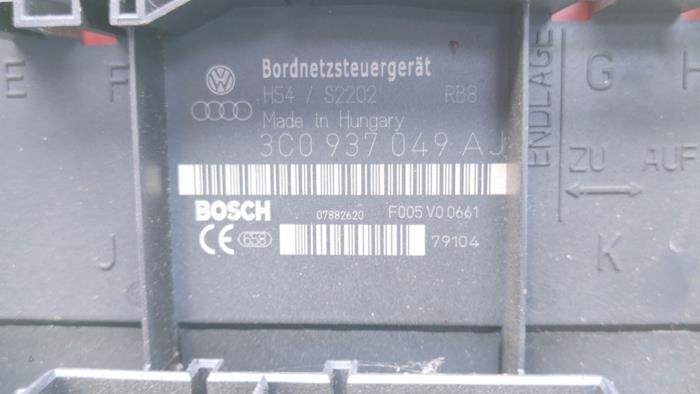 Bordnetzsteuergerät
H54 / S2202 RB8
Made in Hungary
3C0 937 049 AJ
BOSCH 07882620 F005 V0 0661
CE 658 79104
E
F
J
ENDLAGE
G
H
ZU AUF
K